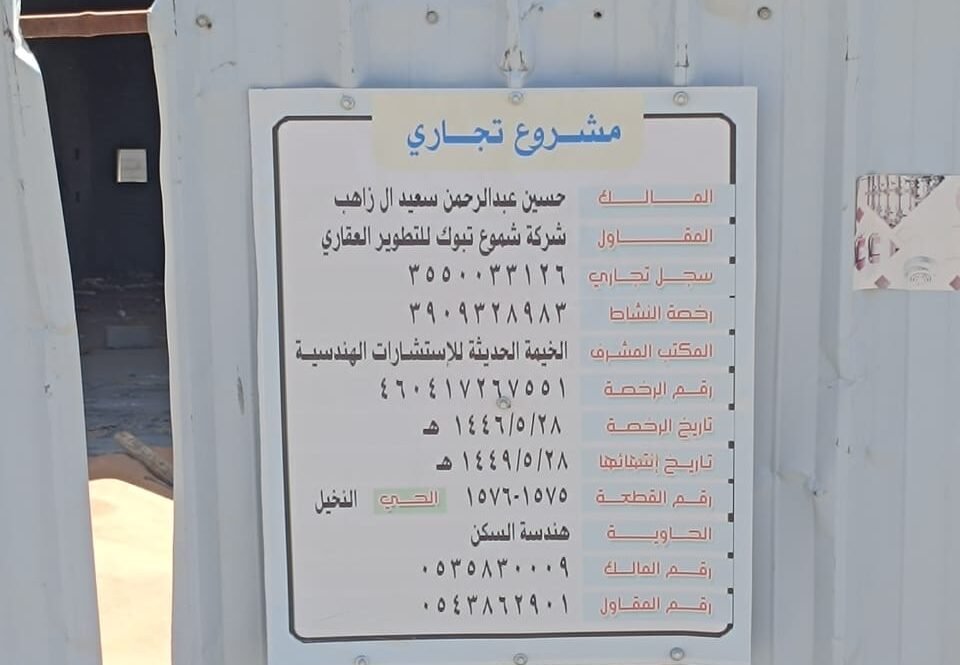 مشروع تجاري
المالك حسين عبدالرحمن سعيد ال زاهب
المقاول شركة شموع تبوك للتطوير العقاري
سجل تجاري ٣٥٥٠٠٣٣١٢٦
رخصة النشاط ٣٩٠٩٣٢٨٩٨٣
المكتب المشرف الخيمة الحديثة للإستشارات الهندسية
رقم الرخصة ٤٦٠٤١٧٢٦٧٥٥١
تاريخ الرخصة ١٤٤٦/٥/٢٨ هـ
تاريخ إنتهائها ١٤٤٩/٥/٢٨ هـ
رقم القطعة ١٥٧٥-١٥٧٦ الحي النخيل
الحاوية هندسة السكن
رقم المالك ٠٥٣٥٨٣٠٠٠٩
رقم المقاول ٠٥٤٣٨٦٢٩٠١